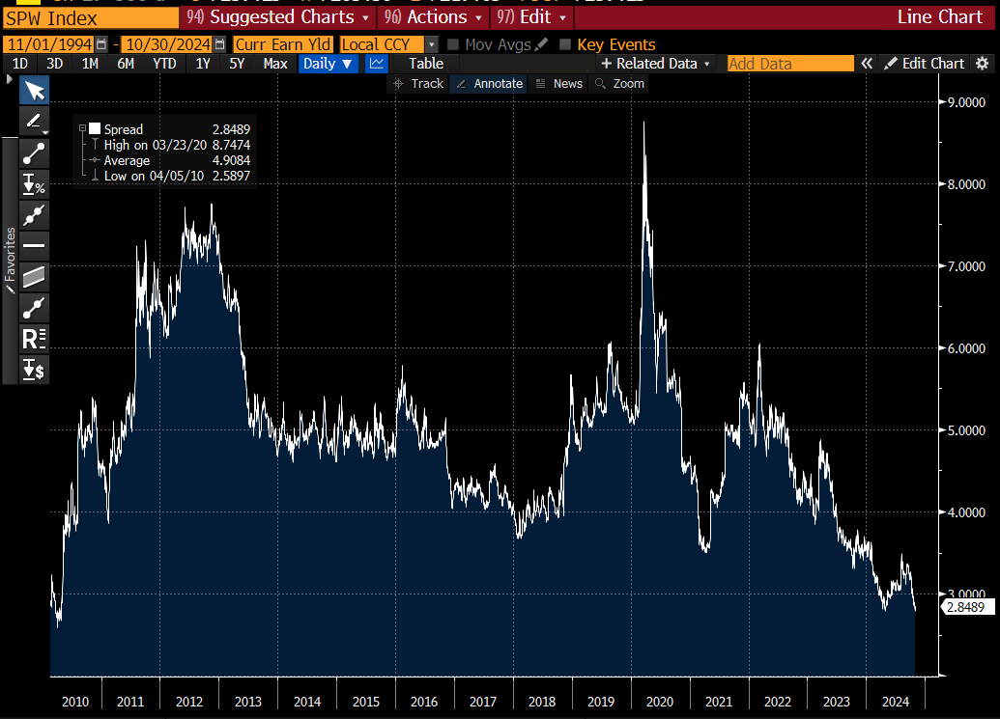 SPW Index 94) Suggested Charts 96) Actions 97) Edit Line Chart
11/01/1994 - 10/30/2024 Curr Earn Yld Local CCY Mov Avgs Key Events
1D 3D 1M 6M YTD 1Y 5Y Max Daily ▼ Table + Related Data Add Data « Edit Chart
Track Annotate News Zoom
Favorites
Spread 2.8489
High on 03/23/20 8.7474
Average 4.9084
Low on 04/05/10 2.5897
R
%
$
9.0000
8.0000
7.0000
6.0000
5.0000
4.0000
3.0000
2.8489
2010 2011 2012 2013 2014 2015 2016 2017 2018 2019 2020 2021 2022 2023 2024